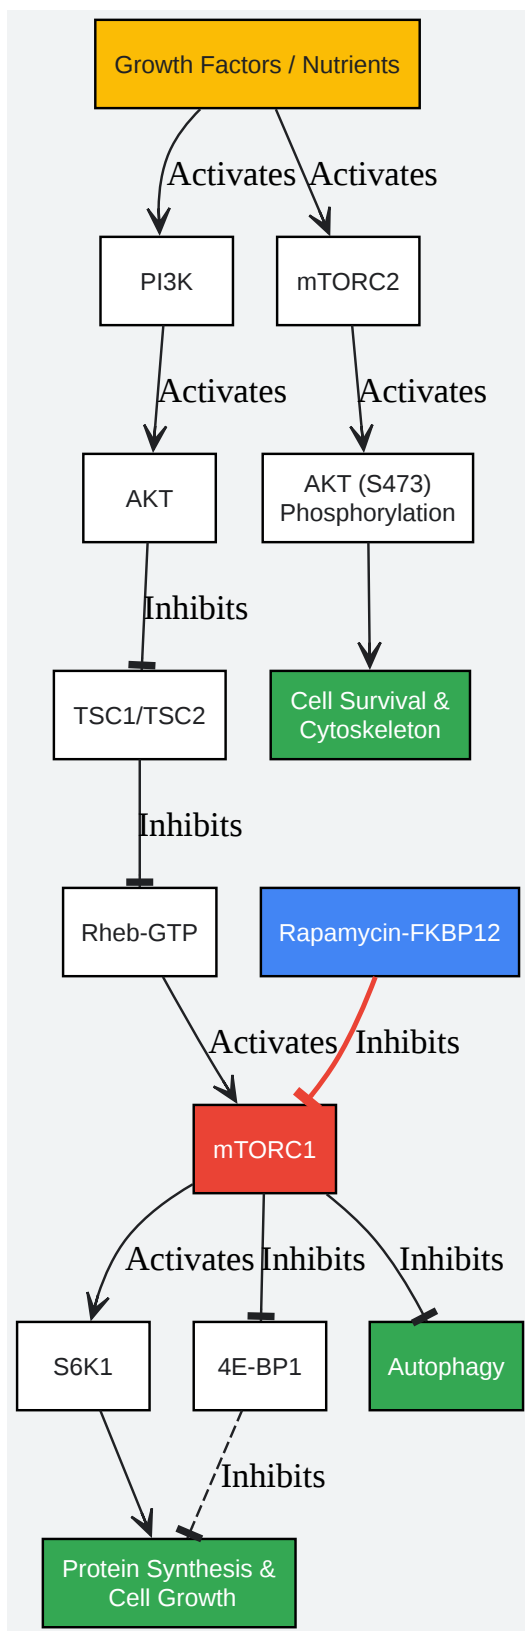 Growth Factors / Nutrients
Activates
Activates
PI3K
mTORC2
Activates
Activates
AKT
AKT (S473)
Phosphorylation
Inhibits
TSC1/TSC2
Cell Survival &
Cytoskeleton
Inhibits
Rheb-GTP
Rapamycin-FKBP12
Activates
Inhibits
mTORC1
Activates
Inhibits
Inhibits
S6K1
4E-BP1
Autophagy
Inhibits
Protein Synthesis &
Cell Growth